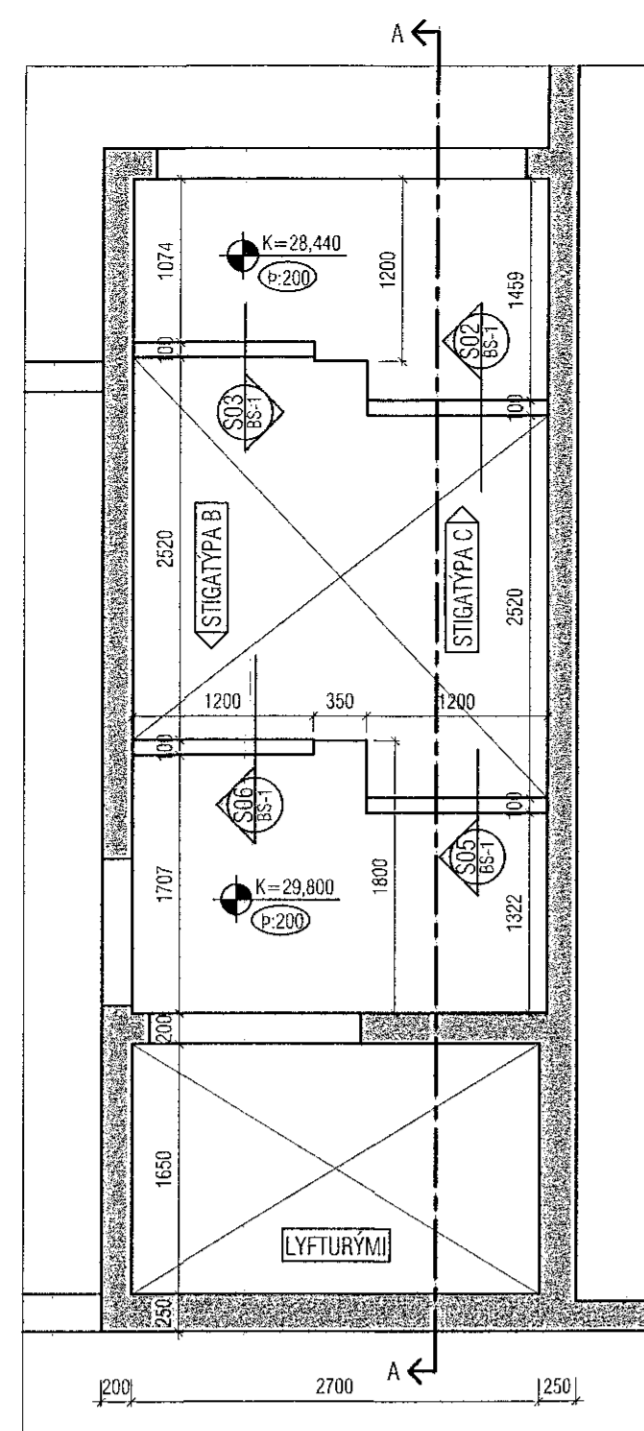 A
K=28,440
Þ:200
1074
1200
1459
S02
BS-1
100
S03
BS-1
100
STIGATÝPA B
STIGATÝPA C
2520
2520
1200
350
1200
100
S06
BS-1
100
S05
BS-1
K=29,800
Þ:200
1707
1800
1322
200
1650
LYFTURÝMI
250
A
200
2700
250